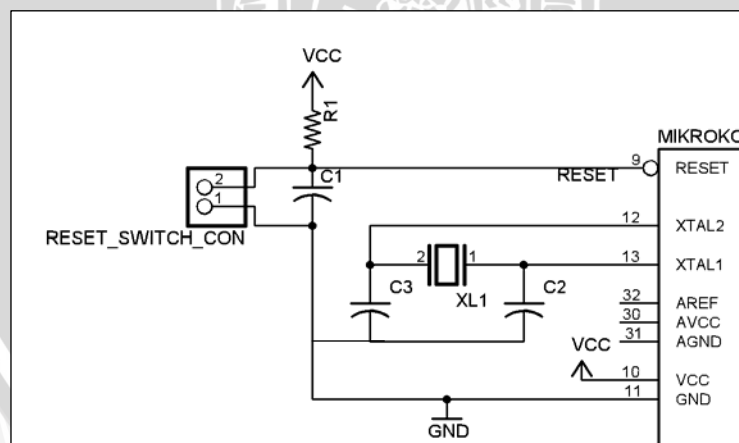 VCC
R1
MIKROKO
2
C1
9
RESET
RESET
1
RESET_SWITCH_CON
12
XTAL2
2
1
13
XTAL1
C3
XL1
C2
32
AREF
30
AVCC
31
AGND
VCC
10
VCC
11
GND
GND